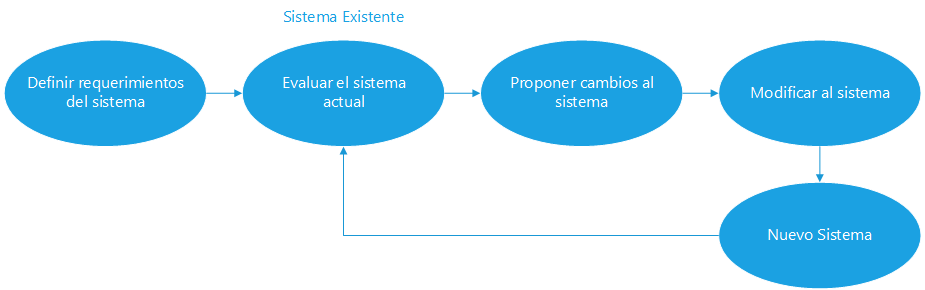 Sistema Existente
Definir requerimientos
del sistema
Evaluar el sistema
actual
Proponer cambios al
sistema
Modificar al sistema
Nuevo Sistema